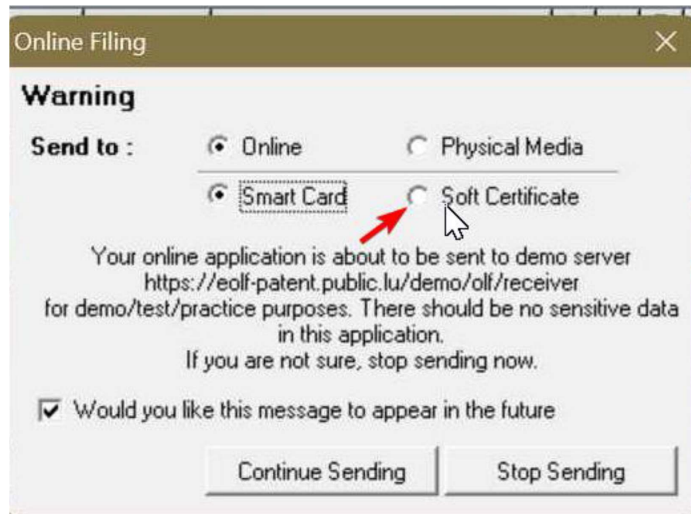 Online Filing
Warning
Send to : Online Physical Media
Smart Card Soft Certificate
Your online application is about to be sent to demo server
https://eolf-patent.public.lu/demo/olf/receiver
for demo/test/practice purposes. There should be no sensitive data
in this application.
If you are not sure, stop sending now.
Would you like this message to appear in the future
Continue Sending Stop Sending